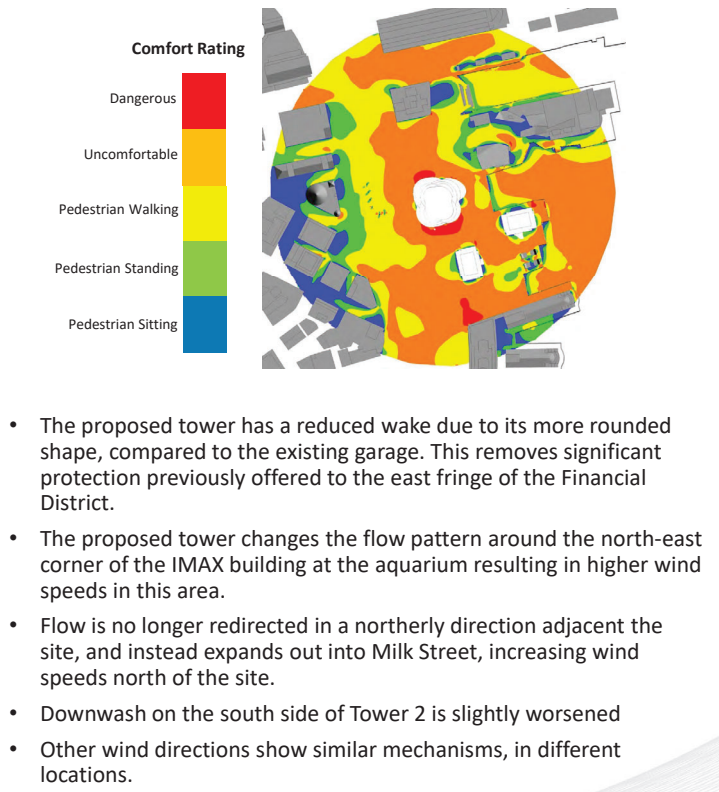 Comfort Rating
Dangerous
Uncomfortable
Pedestrian Walking
Pedestrian Standing
Pedestrian Sitting
• The proposed tower has a reduced wake due to its more rounded
shape, compared to the existing garage. This removes significant
protection previously offered to the east fringe of the Financial
District.
• The proposed tower changes the flow pattern around the north-east
corner of the IMAX building at the aquarium resulting in higher wind
speeds in this area.
• Flow is no longer redirected in a northerly direction adjacent the
site, and instead expands out into Milk Street, increasing wind
speeds north of the site.
• Downwash on the south side of Tower 2 is slightly worsened
• Other wind directions show similar mechanisms, in different
locations.